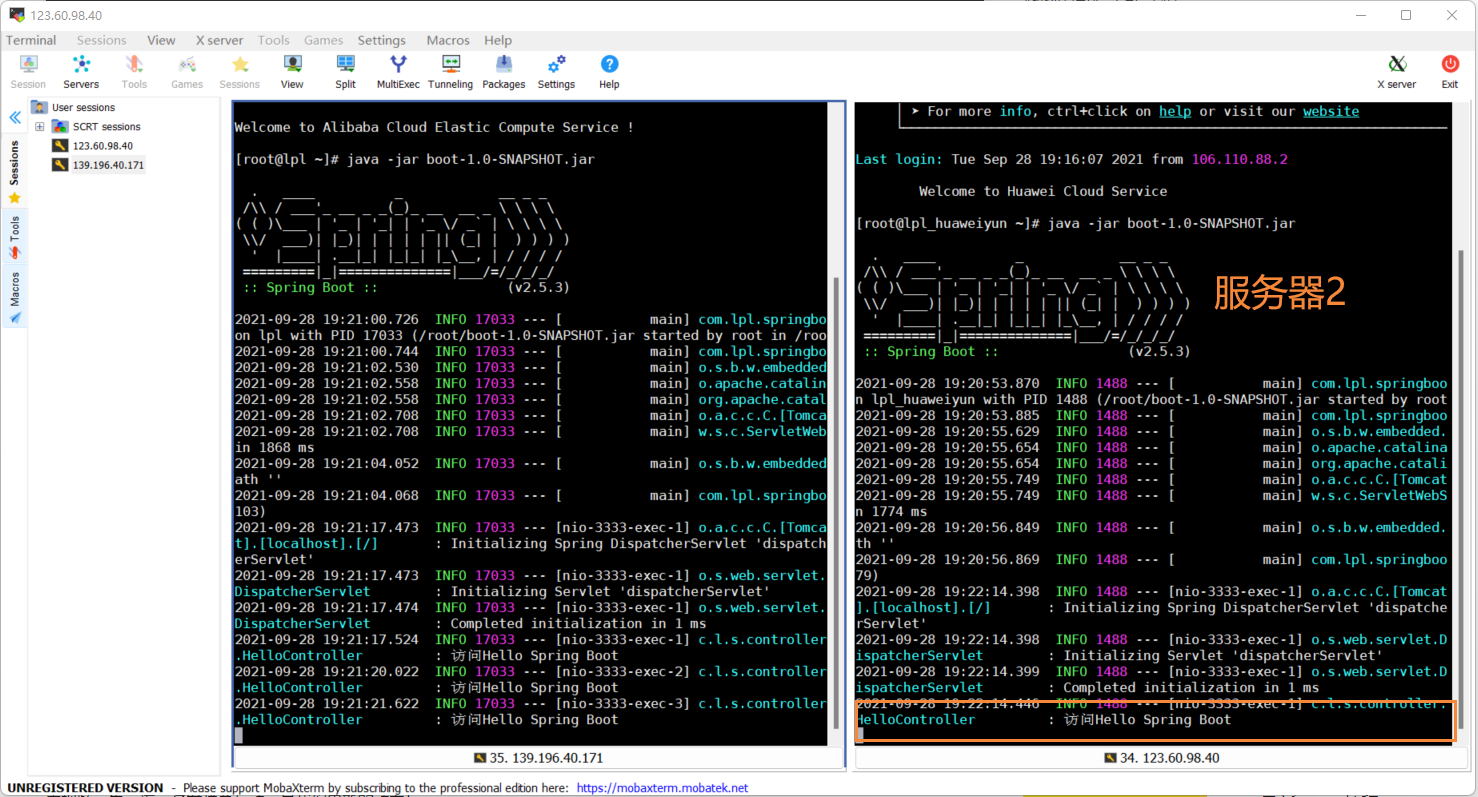 123.60.98.40
Terminal Sessions View X server Tools Games Settings Macros Help
Session Servers Tools Games Sessions View Split MultiExec Tunneling Packages Settings Help X server Exit
User sessions
SCRT sessions
123.60.98.40
139.196.40.171
Sessions
Tools
Macros
Welcome to Alibaba Cloud Elastic Compute Service !
[root@lpl ~]# java -jar boot-1.0-SNAPSHOT.jar
:: Spring Boot :: (v2.5.3)
2021-09-28 19:21:00.726 INFO 17033 --- [ main] com.lpl.springbo
on lpl with PID 17033 (/root/boot-1.0-SNAPSHOT.jar started by root in /roo
2021-09-28 19:21:00.744 INFO 17033 --- [ main] com.lpl.springbo
2021-09-28 19:21:02.530 INFO 17033 --- [ main] o.s.b.w.embedded
2021-09-28 19:21:02.558 INFO 17033 --- [ main] o.apache.catalin
2021-09-28 19:21:02.558 INFO 17033 --- [ main] org.apache.catal
2021-09-28 19:21:02.708 INFO 17033 --- [ main] o.a.c.c.C.[Tomca
2021-09-28 19:21:02.708 INFO 17033 --- [ main] w.s.c.ServletWeb
in 1868 ms
2021-09-28 19:21:04.052 INFO 17033 --- [ main] o.s.b.w.embedded
ath ''
2021-09-28 19:21:04.068 INFO 17033 --- [ main] com.lpl.springbo
103)
2021-09-28 19:21:17.473 INFO 17033 --- [nio-3333-exec-1] o.a.c.c.C.[Tomca
t].[localhost].[/] : Initializing Spring DispatcherServlet 'dispatch
erServlet'
2021-09-28 19:21:17.473 INFO 17033 --- [nio-3333-exec-1] o.s.web.servlet.
DispatcherServlet : Initializing Servlet 'dispatcherServlet'
2021-09-28 19:21:17.474 INFO 17033 --- [nio-3333-exec-1] o.s.web.servlet.
DispatcherServlet : Completed initialization in 1 ms
2021-09-28 19:21:17.524 INFO 17033 --- [nio-3333-exec-1] c.l.s.controller
.HelloController : 访问Hello Spring Boot
2021-09-28 19:21:20.022 INFO 17033 --- [nio-3333-exec-2] c.l.s.controller
.HelloController : 访问Hello Spring Boot
2021-09-28 19:21:21.622 INFO 17033 --- [nio-3333-exec-3] c.l.s.controller
.HelloController : 访问Hello Spring Boot
35. 139.196.40.171
➤ For more info, ctrl+click on help or visit our website
Last login: Tue Sep 28 19:16:07 2021 from 106.110.88.2
Welcome to Huawei Cloud Service
[root@lpl_huaweiyun ~]# java -jar boot-1.0-SNAPSHOT.jar
服务器2
:: Spring Boot :: (v2.5.3)
2021-09-28 19:20:53.870 INFO 1488 --- [ main] com.lpl.springboo
n lpl_huaweiyun with PID 1488 (/root/boot-1.0-SNAPSHOT.jar started by root
2021-09-28 19:20:53.885 INFO 1488 --- [ main] com.lpl.springboo
2021-09-28 19:20:55.629 INFO 1488 --- [ main] o.s.b.w.embedded.
2021-09-28 19:20:55.654 INFO 1488 --- [ main] o.apache.catalina
2021-09-28 19:20:55.654 INFO 1488 --- [ main] org.apache.catali
2021-09-28 19:20:55.749 INFO 1488 --- [ main] o.a.c.c.C.[Tomcat
2021-09-28 19:20:55.749 INFO 1488 --- [ main] w.s.c.ServletWebS
n 1774 ms
2021-09-28 19:20:56.849 INFO 1488 --- [ main] o.s.b.w.embedded.
th ''
2021-09-28 19:20:56.869 INFO 1488 --- [ main] com.lpl.springboo
79)
2021-09-28 19:22:14.398 INFO 1488 --- [nio-3333-exec-1] o.a.c.c.C.[Tomcat
].[localhost].[/] : Initializing Spring DispatcherServlet 'dispatche
rServlet'
2021-09-28 19:22:14.398 INFO 1488 --- [nio-3333-exec-1] o.s.web.servlet.D
ispatcherServlet : Initializing Servlet 'dispatcherServlet'
2021-09-28 19:22:14.399 INFO 1488 --- [nio-3333-exec-1] o.s.web.servlet.D
ispatcherServlet : Completed initialization in 1 ms
2021-09-28 19:22:14.446 INFO 1488 --- [nio-3333-exec-1] c.l.s.controller.
HelloController : 访问Hello Spring Boot
34. 123.60.98.40
UNREGISTERED VERSION - Please support MobaXterm by subscribing to the professional edition here: https://mobaxterm.mobatek.net